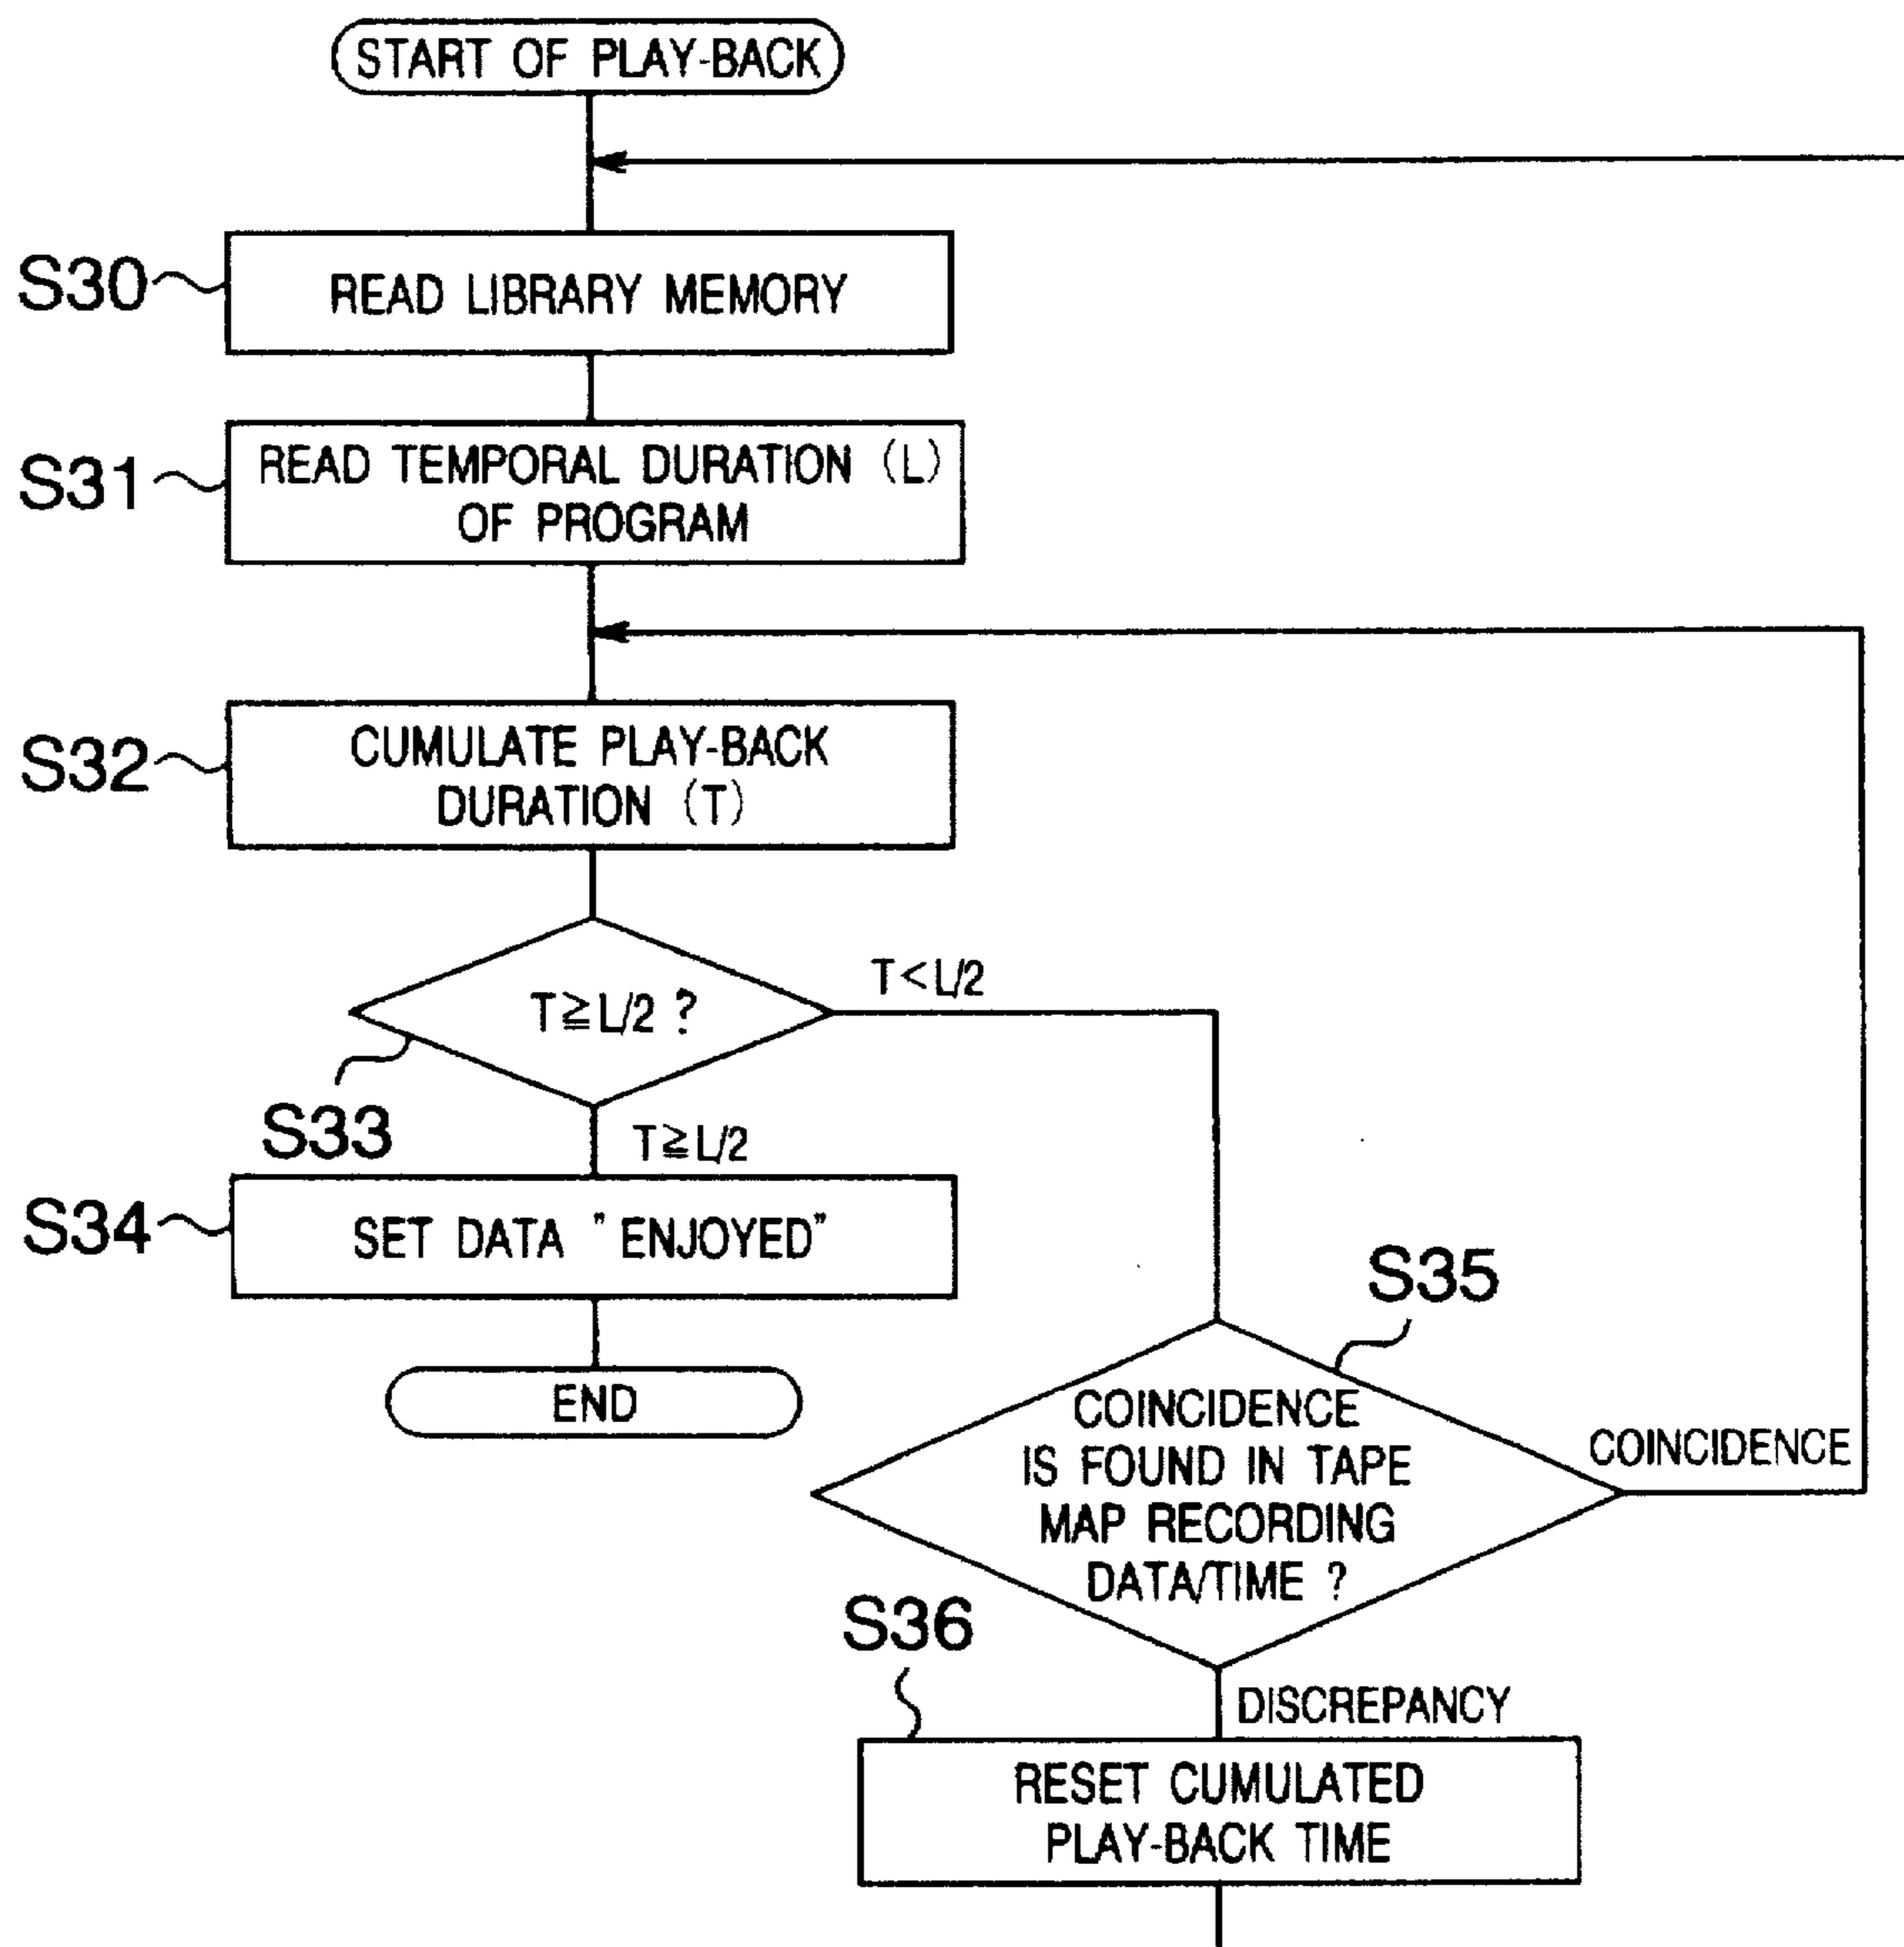 START OF PLAY-BACK
S30
READ LIBRARY MEMORY
S31
READ TEMPORAL DURATION (L)
OF PROGRAM
S32
CUMULATE PLAY-BACK
DURATION (T)
T≧L/2 ?
T<L/2
S33
T≧L/2
S34
SET DATA "ENJOYED"
END
S35
COINCIDENCE
IS FOUND IN TAPE
MAP RECORDING
DATA/TIME ?
COINCIDENCE
S36
DISCREPANCY
RESET CUMULATED
PLAY-BACK TIME